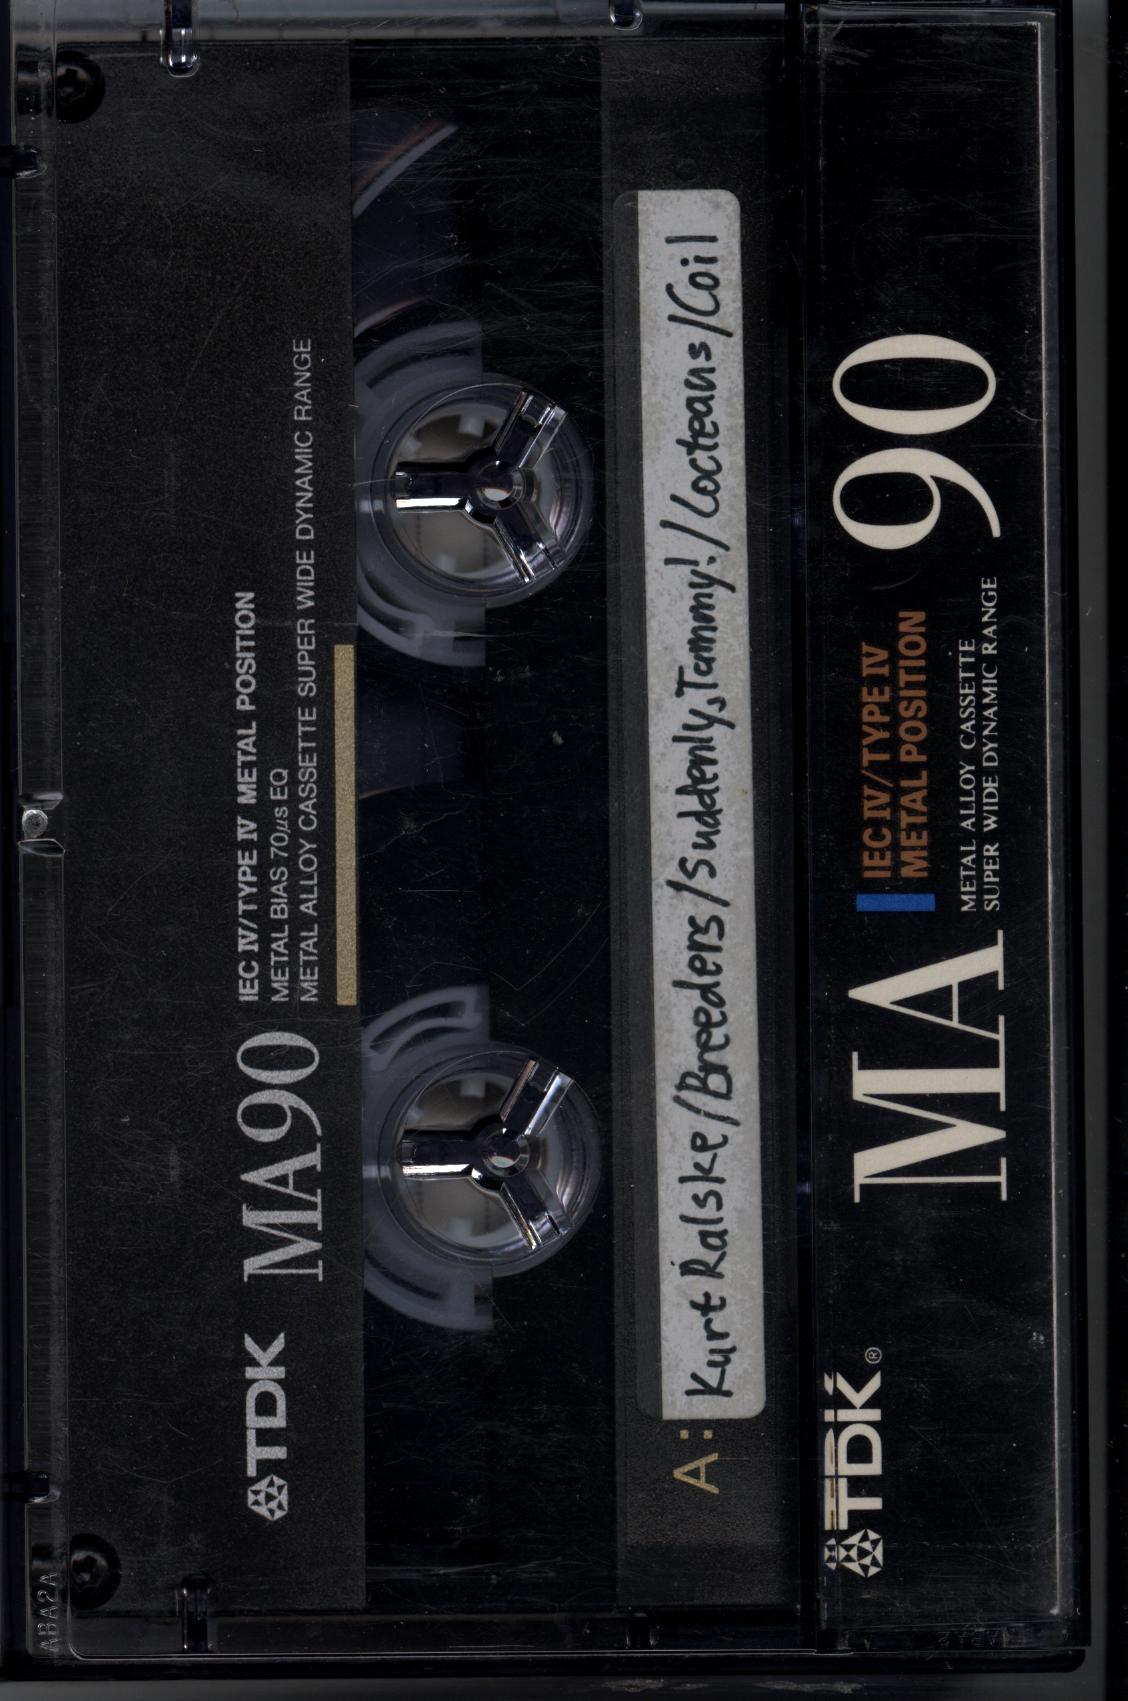 TDK MA90
IEC IV/TYPE IV METAL POSITION
METAL BIAS 70µs EQ
METAL ALLOY CASSETTE SUPER WIDE DYNAMIC RANGE
A: Kurt Ralske/Breeders/Suddenly, Tammy!/Cocteaus/Coil
TDK® MA
IEC IV/TYPE IV
METAL POSITION
METAL ALLOY CASSETTE
SUPER WIDE DYNAMIC RANGE
90
ABA2A